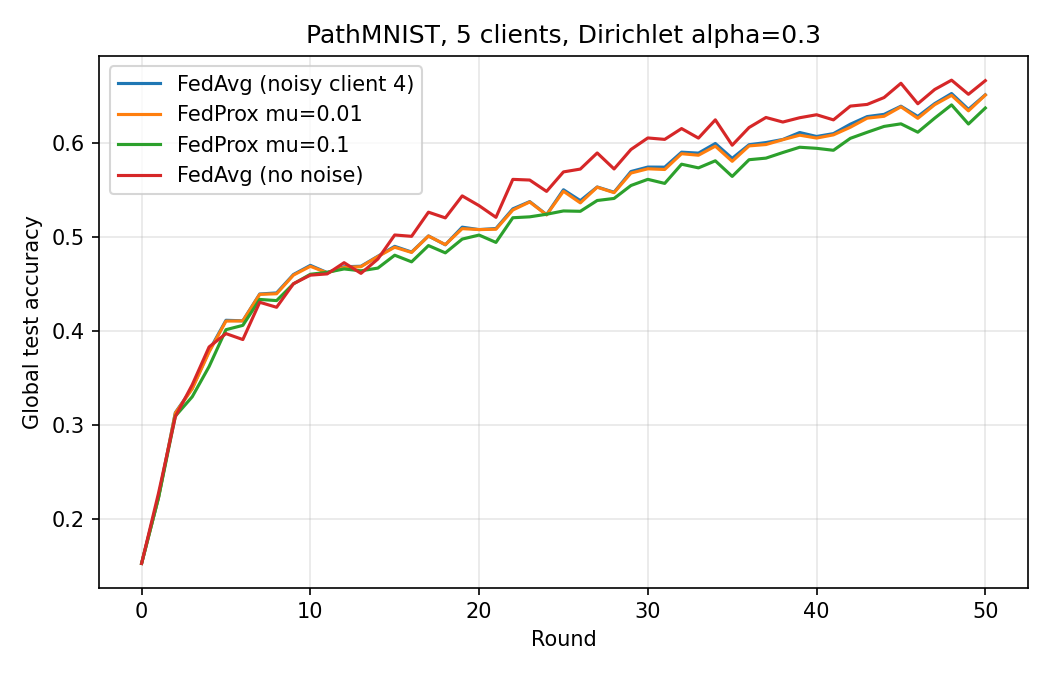 PathMNIST, 5 clients, Dirichlet alpha=0.3
FedAvg (noisy client 4)
FedProx mu=0.01
FedProx mu=0.1
FedAvg (no noise)
Global test accuracy
0.6
0.5
0.4
0.3
0.2
0 10 20 30 40 50
Round